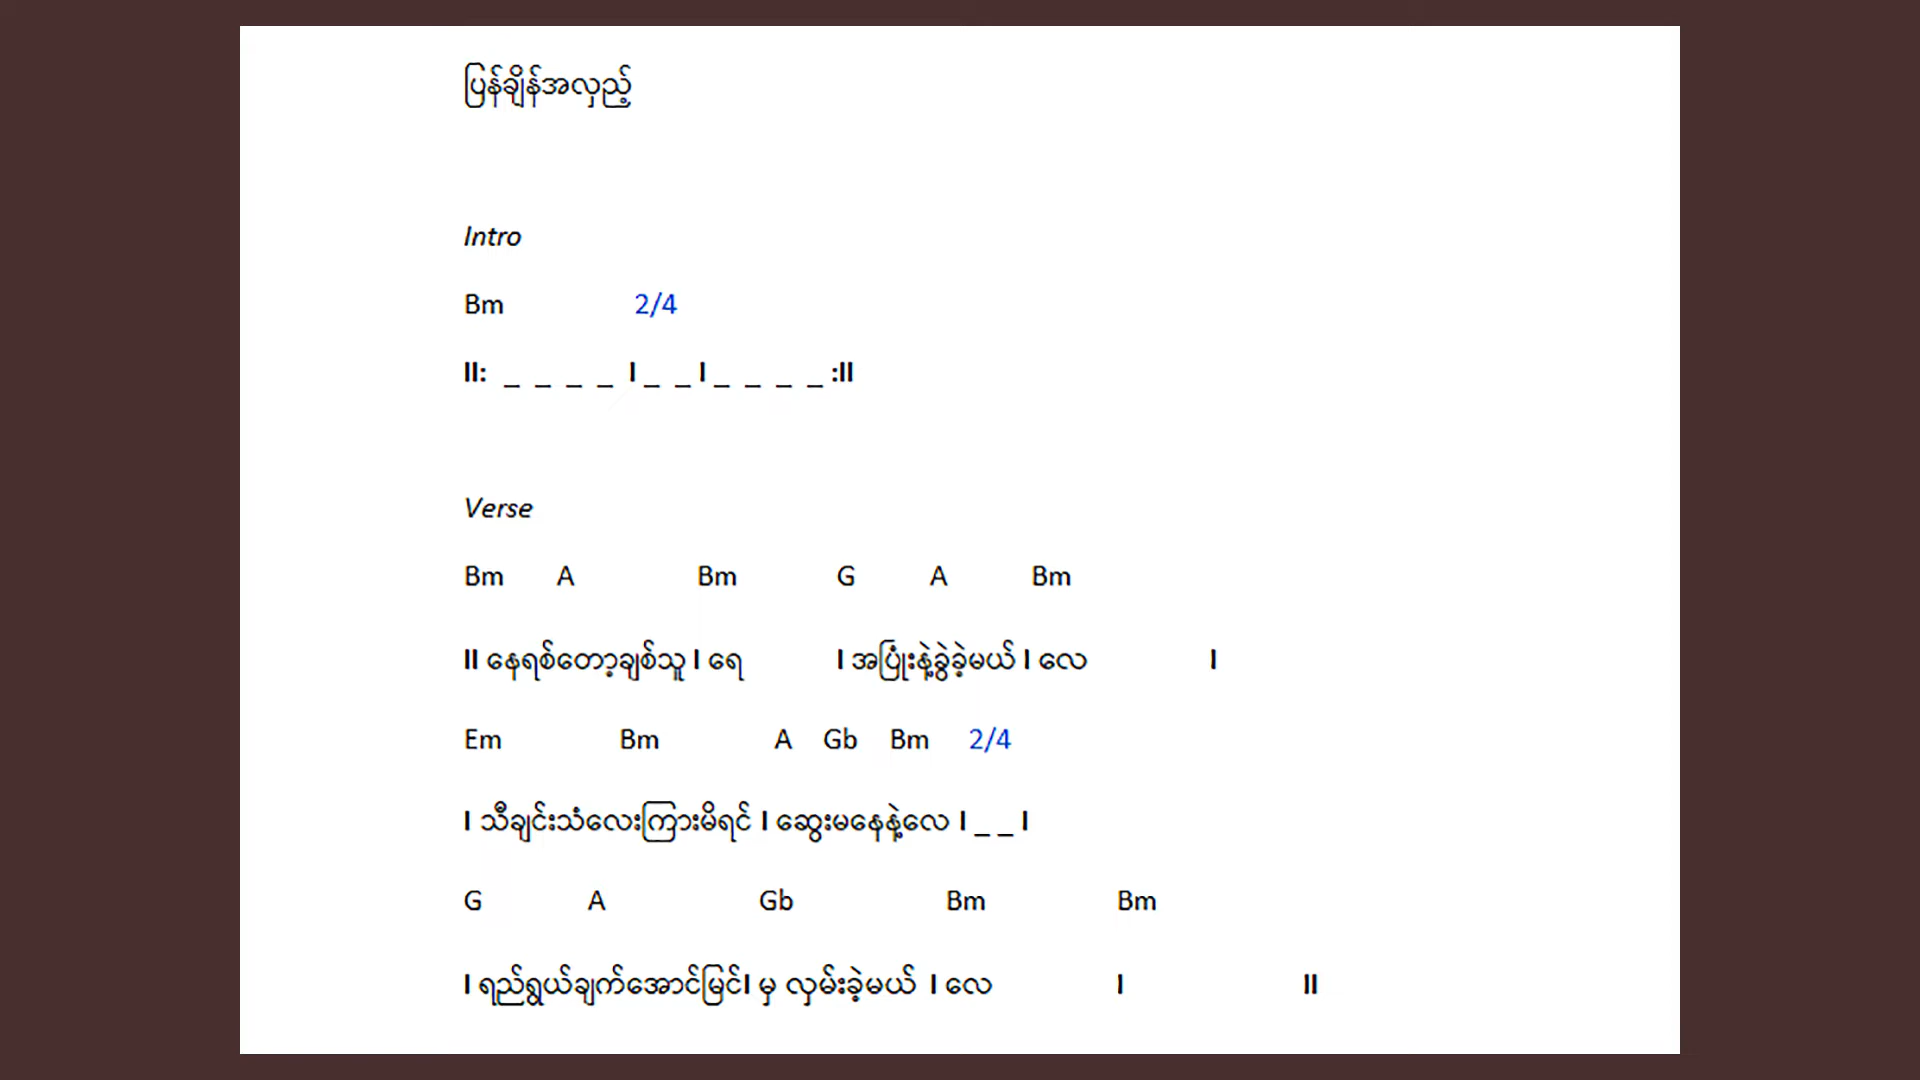 ပြန်ချိန်အလှည့်
Intro
Bm 2/4
II: _ _ _ _ I _ _ I _ _ _ _ :II
Verse
Bm A Bm G A Bm
II နေရစ်တော့ချစ်သူ I ရေ I အပြုံးနဲ့ခွဲခဲ့မယ် I လေ I
Em Bm A Gb Bm 2/4
I သီချင်းသံလေးကြားမိရင် I ဆွေးမနေနဲ့လေ I _ _ I
G A Gb Bm Bm
I ရည်ရွယ်ချက်အောင်မြင်I မှ လှမ်းခဲ့မယ် I လေ I II